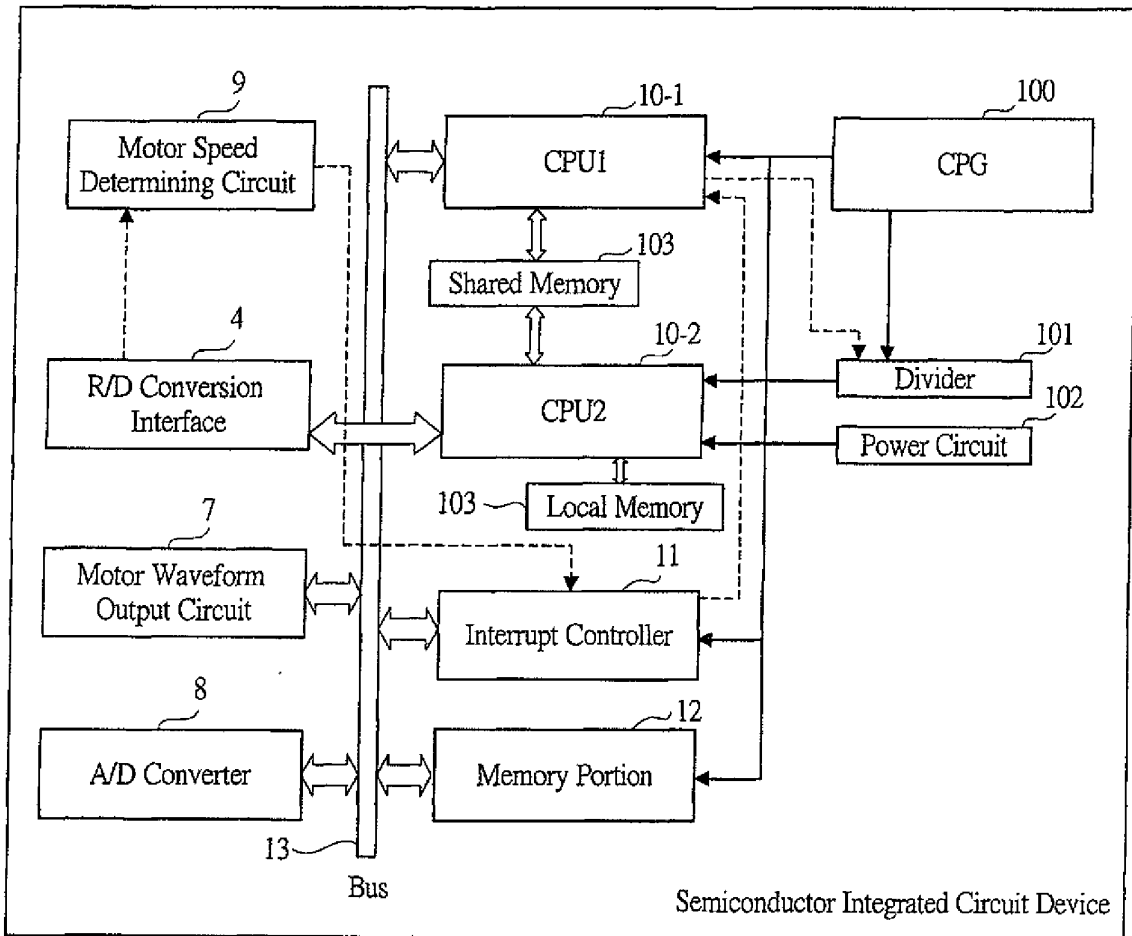 9
Motor Speed
Determining Circuit
10-1
CPU1
100
CPG
103
Shared Memory
4
R/D Conversion
Interface
10-2
CPU2
101
Divider
102
Power Circuit
103
Local Memory
7
Motor Waveform
Output Circuit
11
Interrupt Controller
8
A/D Converter
12
Memory Portion
13
Bus
Semiconductor Integrated Circuit Device